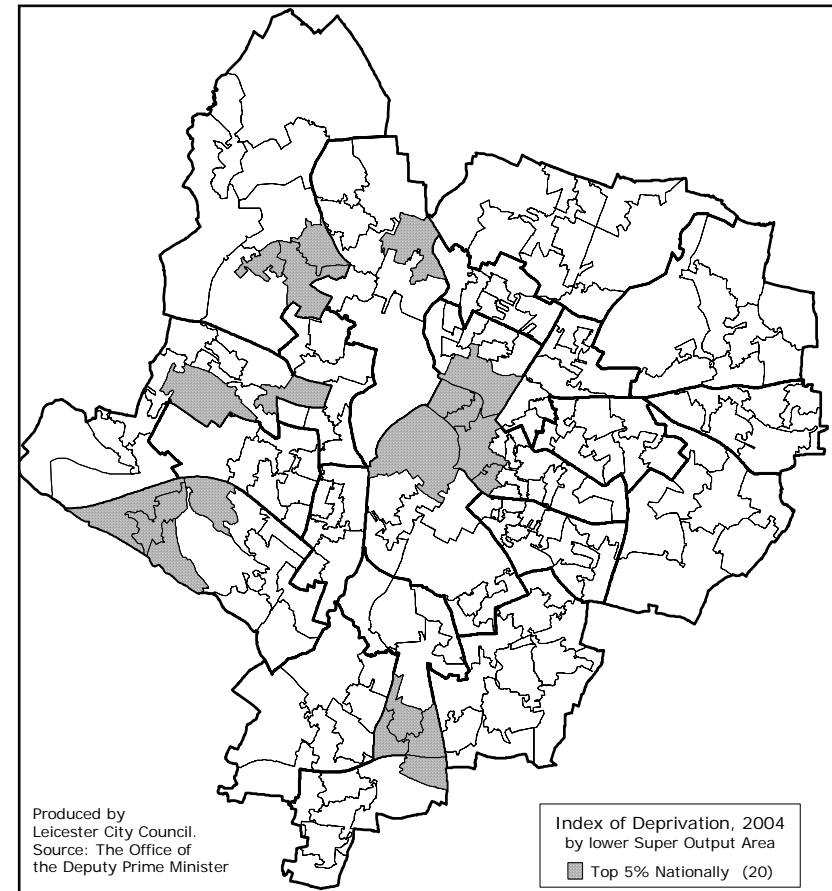 Produced by
Leicester City Council.
Source: The Office of
the Deputy Prime Minister
Index of Deprivation, 2004
by lower Super Output Area
Top 5% Nationally (20)